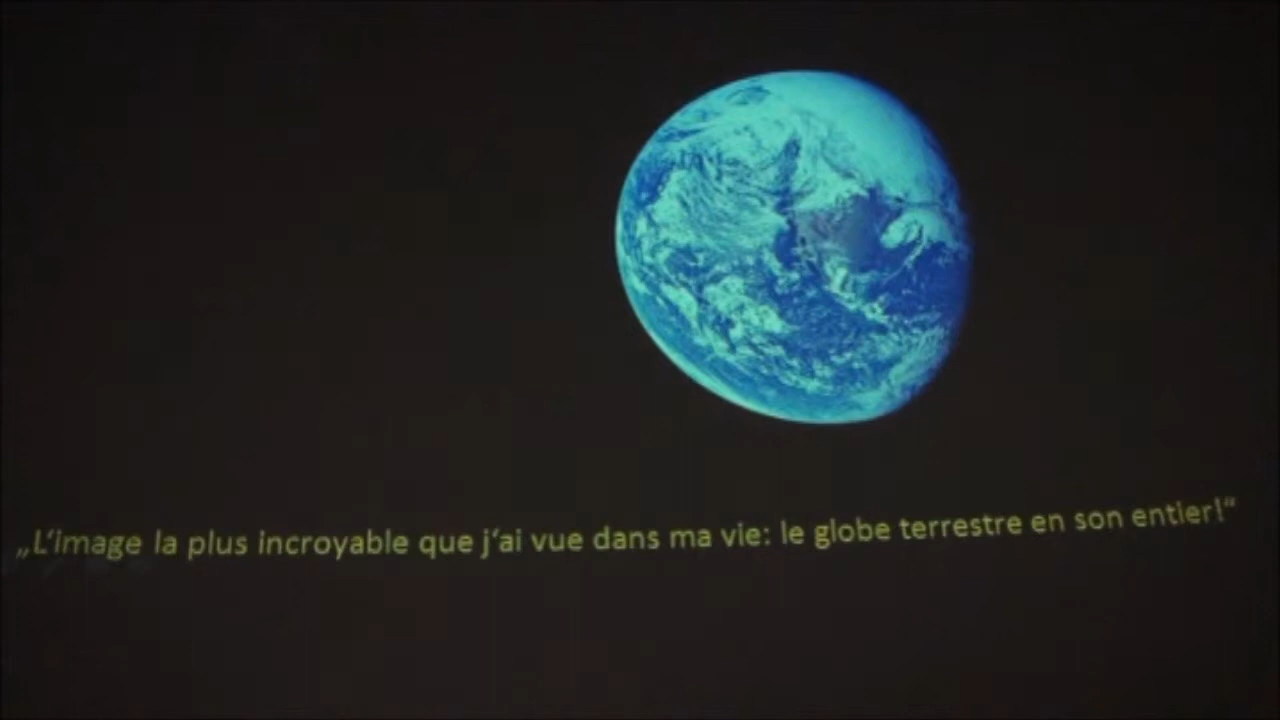 „L‘image la plus incroyable que j‘ai vue dans ma vie: le globe terrestre en son entier!“